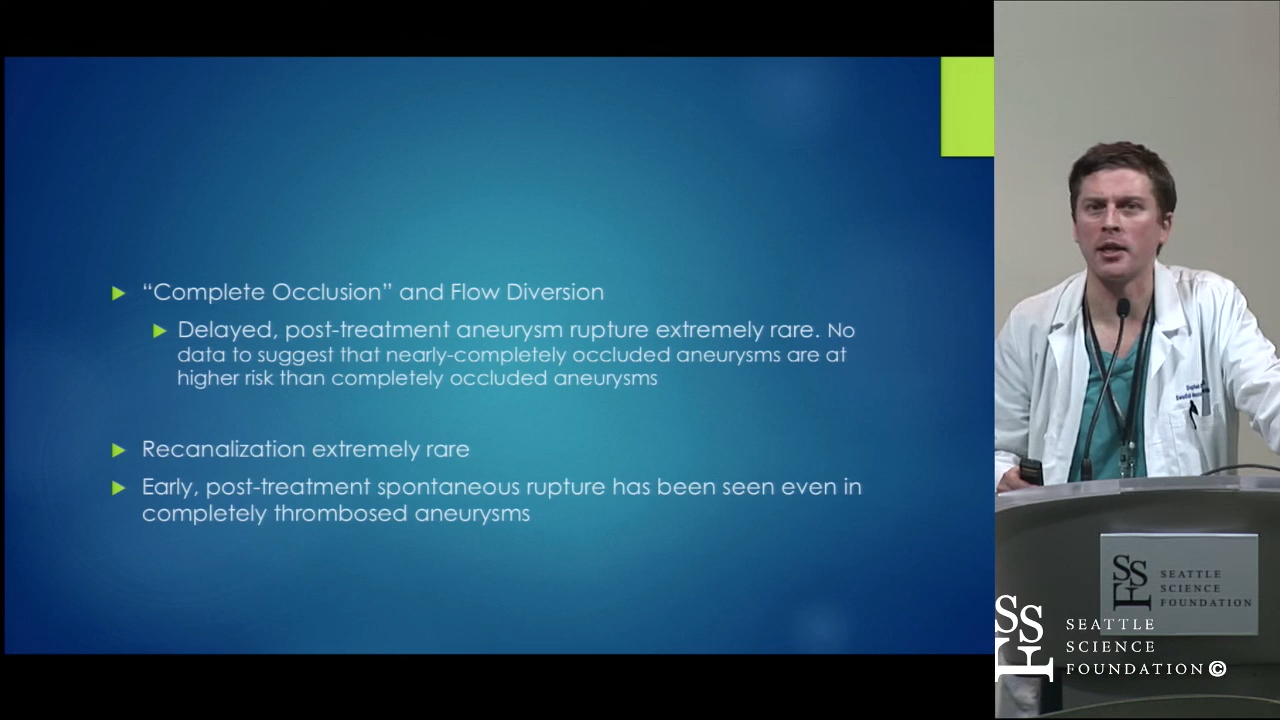 “Complete Occlusion” and Flow Diversion
Delayed, post-treatment aneurysm rupture extremely rare. No
data to suggest that nearly-completely occluded aneurysms are at
higher risk than completely occluded aneurysms
Recanalization extremely rare
Early, post-treatment spontaneous rupture has been seen even in
completely thrombosed aneurysms
SSF
SEATTLE
SCIENCE
FOUNDATION
SSF
SEATTLE
SCIENCE
FOUNDATION©